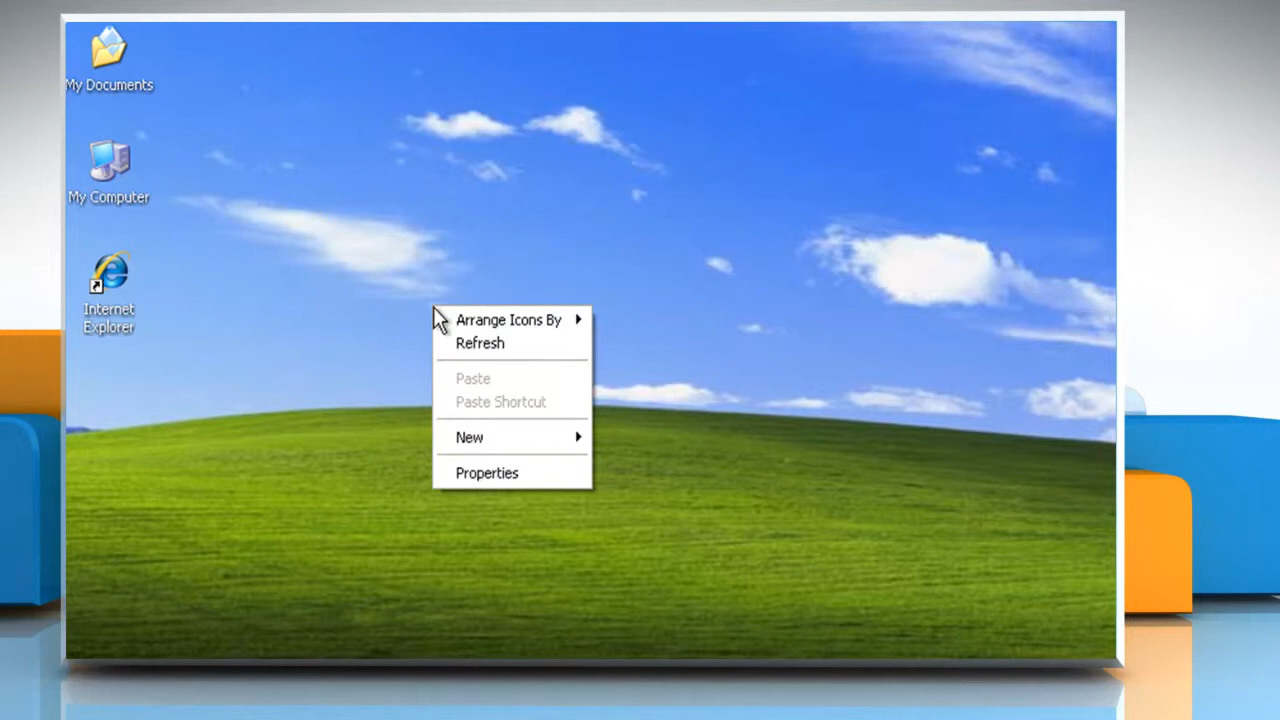 My Documents
My Computer
Internet
Explorer
Arrange Icons By
Refresh
Paste
Paste Shortcut
New
Properties